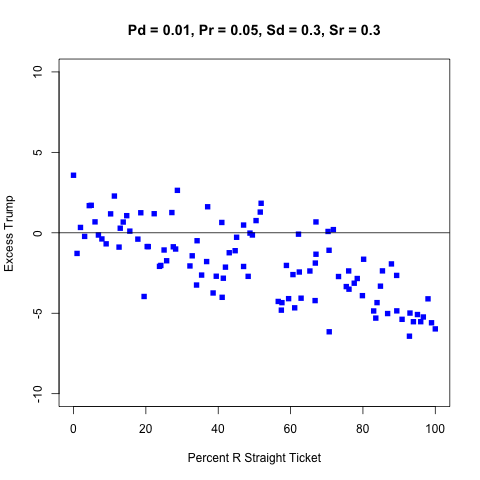 Pd = 0.01, Pr = 0.05, Sd = 0.3, Sr = 0.3
Excess Trump
10
5
0
-5
-10
0 20 40 60 80 100
Percent R Straight Ticket